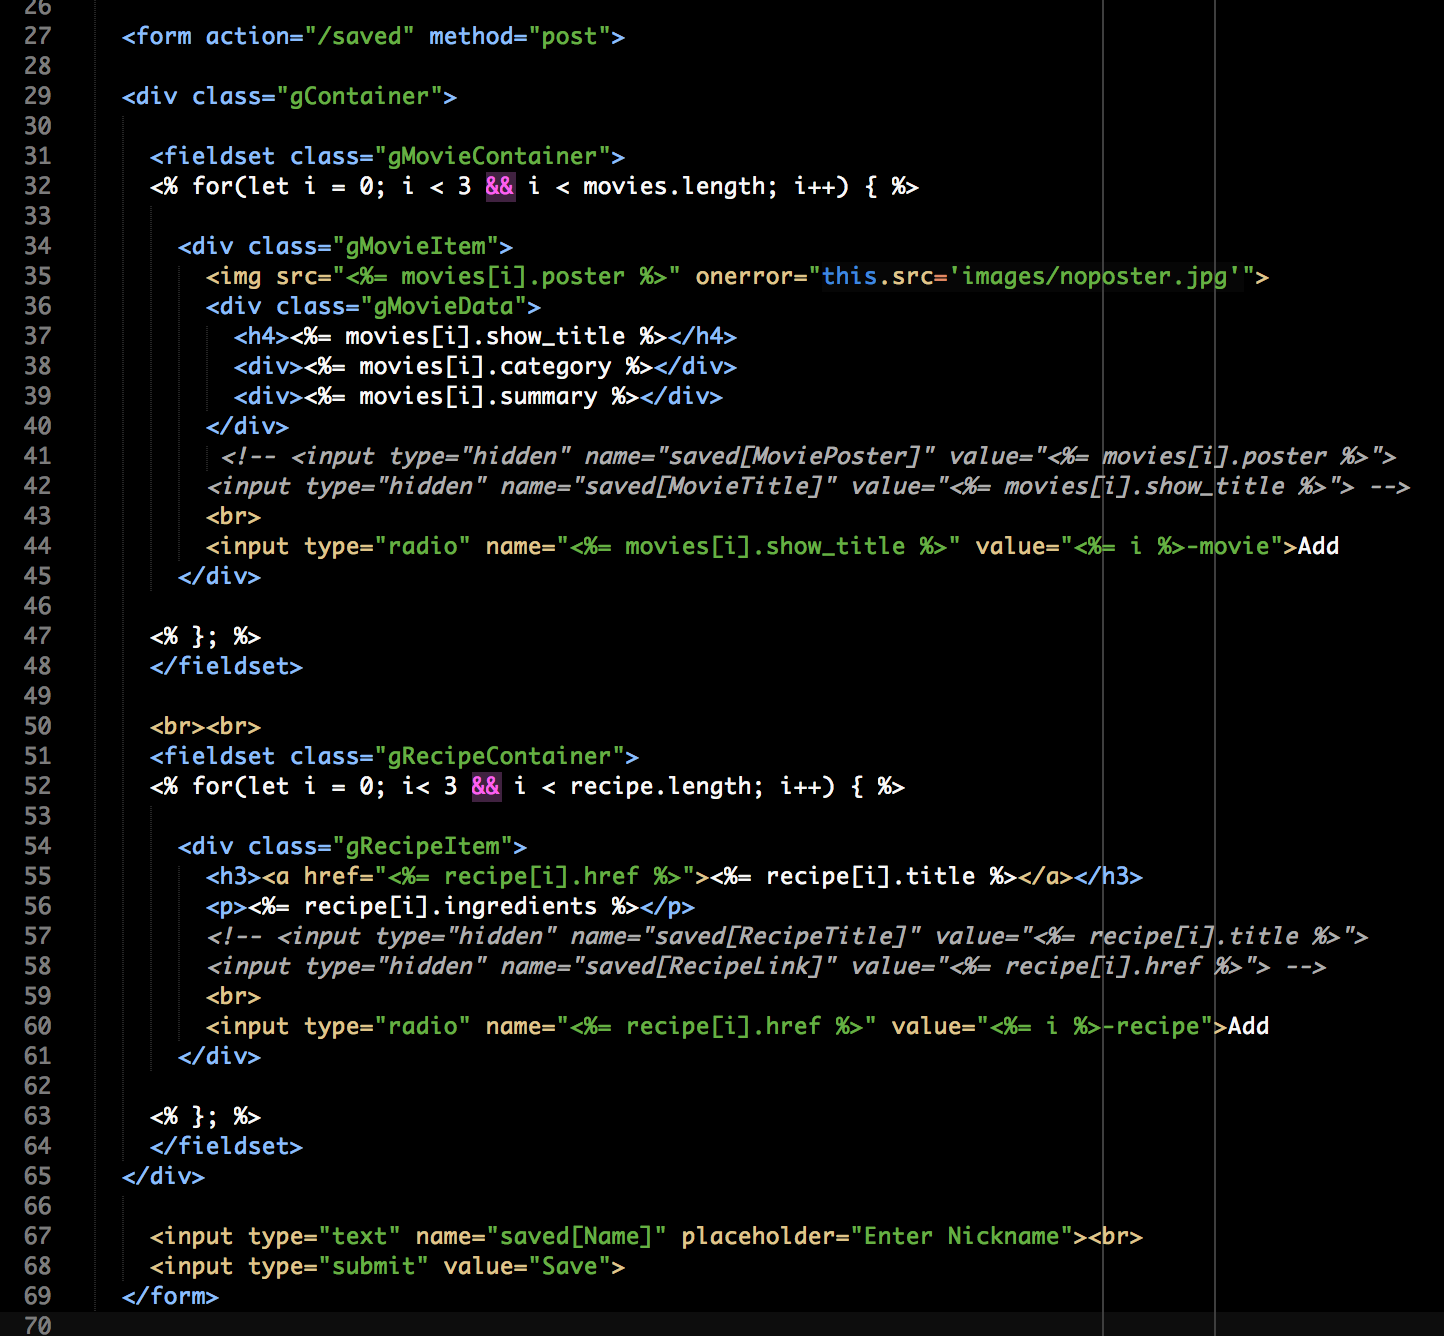 26
27 <form action="/saved" method="post">
28
29 <div class="gContainer">
30
31 <fieldset class="gMovieContainer">
32 <% for(let i = 0; i < 3 && i < movies.length; i++) { %>
33
34 <div class="gMovieItem">
35 <img src="<%= movies[i].poster %>" onerror="this.src='images/noposter.jpg'">
36 <div class="gMovieData">
37 <h4><%= movies[i].show_title %></h4>
38 <div><%= movies[i].category %></div>
39 <div><%= movies[i].summary %></div>
40 </div>
41 <!-- <input type="hidden" name="saved[MoviePoster]" value="<%= movies[i].poster %>">
42 <input type="hidden" name="saved[MovieTitle]" value="<%= movies[i].show_title %>"> -->
43 <br>
44 <input type="radio" name="<%= movies[i].show_title %>" value="<%= i %>-movie">Add
45 </div>
46
47 <% }; %>
48 </fieldset>
49
50 <br><br>
51 <fieldset class="gRecipeContainer">
52 <% for(let i = 0; i< 3 && i < recipe.length; i++) { %>
53
54 <div class="gRecipeItem">
55 <h3><a href="<%= recipe[i].href %>"><%= recipe[i].title %></a></h3>
56 <p><%= recipe[i].ingredients %></p>
57 <!-- <input type="hidden" name="saved[RecipeTitle]" value="<%= recipe[i].title %>">
58 <input type="hidden" name="saved[RecipeLink]" value="<%= recipe[i].href %>"> -->
59 <br>
60 <input type="radio" name="<%= recipe[i].href %>" value="<%= i %>-recipe">Add
61 </div>
62
63 <% }; %>
64 </fieldset>
65 </div>
66
67 <input type="text" name="saved[Name]" placeholder="Enter Nickname"><br>
68 <input type="submit" value="Save">
69 </form>
70